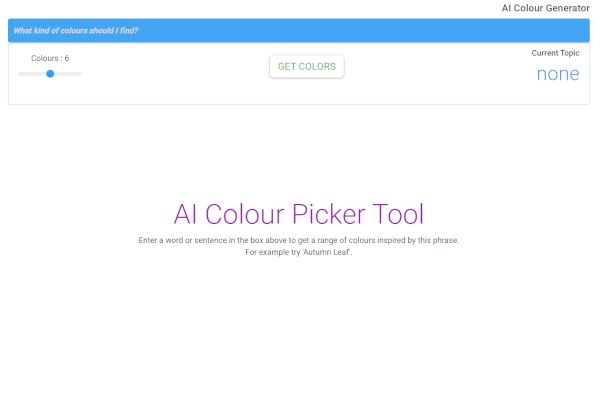 AI Colour Generator
What kind of colours should I find?
Colours : 6
GET COLORS
Current Topic
none
AI Colour Picker Tool
Enter a word or sentence in the box above to get a range of colours inspired by this phrase.
For example try 'Autumn Leaf'.